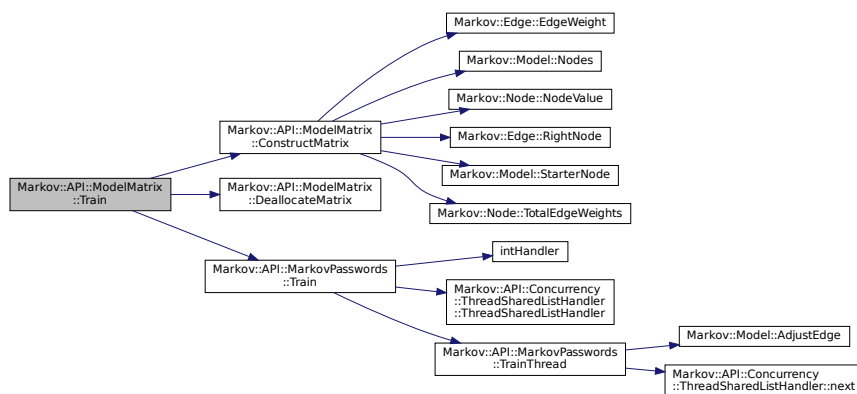 Markov::API::ModelMatrix
::Train
Markov::API::ModelMatrix
::ConstructMatrix
Markov::Edge::EdgeWeight
Markov::Model::Nodes
Markov::Node::NodeValue
Markov::Edge::RightNode
Markov::Model::StarterNode
Markov::Node::TotalEdgeWeights
Markov::API::ModelMatrix
::DeallocateMatrix
Markov::API::MarkovPasswords
::Train
intHandler
Markov::API::Concurrency
::ThreadSharedListHandler
::ThreadSharedListHandler
Markov::API::MarkovPasswords
::TrainThread
Markov::Model::AdjustEdge
Markov::API::Concurrency
::ThreadSharedListHandler::next